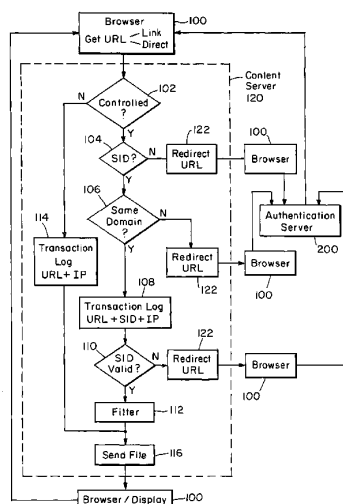 Browser
Get URL
Link
Direct
100
102
Controlled
?
N
Y
Content
Server
120
104
SID?
N
Y
122
Redirect
URL
100
Browser
106
Same
Domain
?
N
Y
Authentication
Server
200
114
Transaction
Log
URL + IP
Redirect
URL
122
Browser
100
108
Transaction Log
URL + SID + IP
110
SID
Valid?
N
Y
122
Redirect
URL
Browser
100
Filter
112
Send File
116
Browser / Display
100